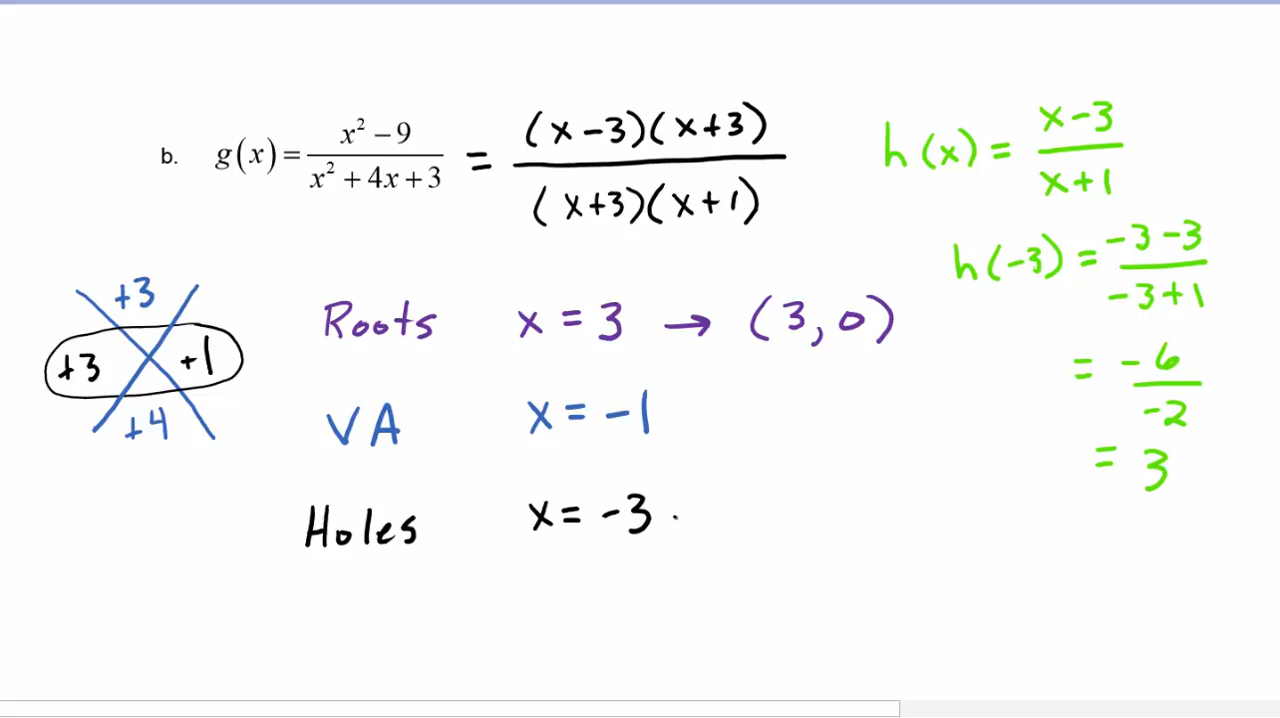 b. g(x) = x² − 9 / x² + 4x + 3 = (x − 3)(x + 3) / (x + 3)(x + 1)
+3
+3 +1
+4
Roots x = 3 → (3, 0)
VA x = −1
Holes x = −3
h(x) = x − 3 / x + 1
h(−3) = −3 − 3 / −3 + 1
= −6 / −2
= 3